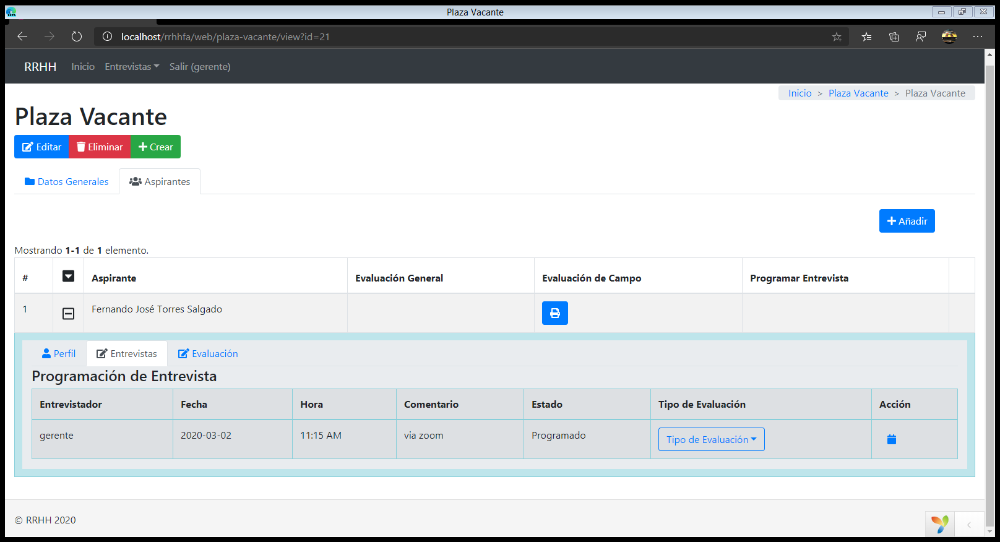 Plaza Vacante
localhost/rrhhfa/web/plaza-vacante/view?id=21
RRHH Inicio Entrevistas Salir (gerente)
Inicio > Plaza Vacante > Plaza Vacante
Plaza Vacante
Editar Eliminar Crear
Datos Generales Aspirantes
Añadir
Mostrando 1-1 de 1 elemento.
# Aspirante Evaluación General Evaluación de Campo Programar Entrevista
1 Fernando José Torres Salgado
Perfil Entrevistas Evaluación
Programación de Entrevista
Entrevistador Fecha Hora Comentario Estado Tipo de Evaluación Acción
gerente 2020-03-02 11:15 AM via zoom Programado Tipo de Evaluación
© RRHH 2020